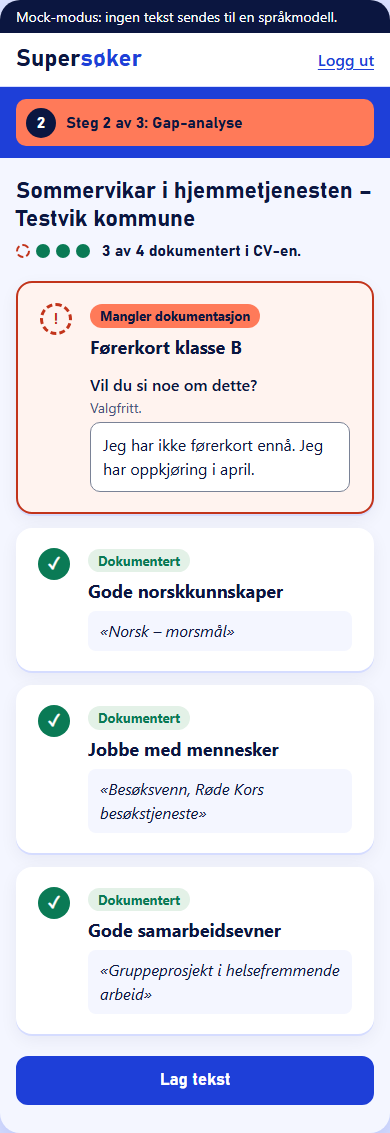 Mock-modus: ingen tekst sendes til en språkmodell.
Supersøker
Logg ut
2 Steg 2 av 3: Gap-analyse
Sommervikar i hjemmetjenesten –
Testvik kommune
3 av 4 dokumentert i CV-en.
!
Mangler dokumentasjon
Førerkort klasse B
Vil du si noe om dette?
Valgfritt.
Jeg har ikke førerkort ennå. Jeg
har oppkjøring i april.
Dokumentert
Gode norskkunnskaper
«Norsk – morsmål»
Dokumentert
Jobbe med mennesker
«Besøksvenn, Røde Kors
besøkstjeneste»
Dokumentert
Gode samarbeidsevner
«Gruppeprosjekt i helsefremmende
arbeid»
Lag tekst